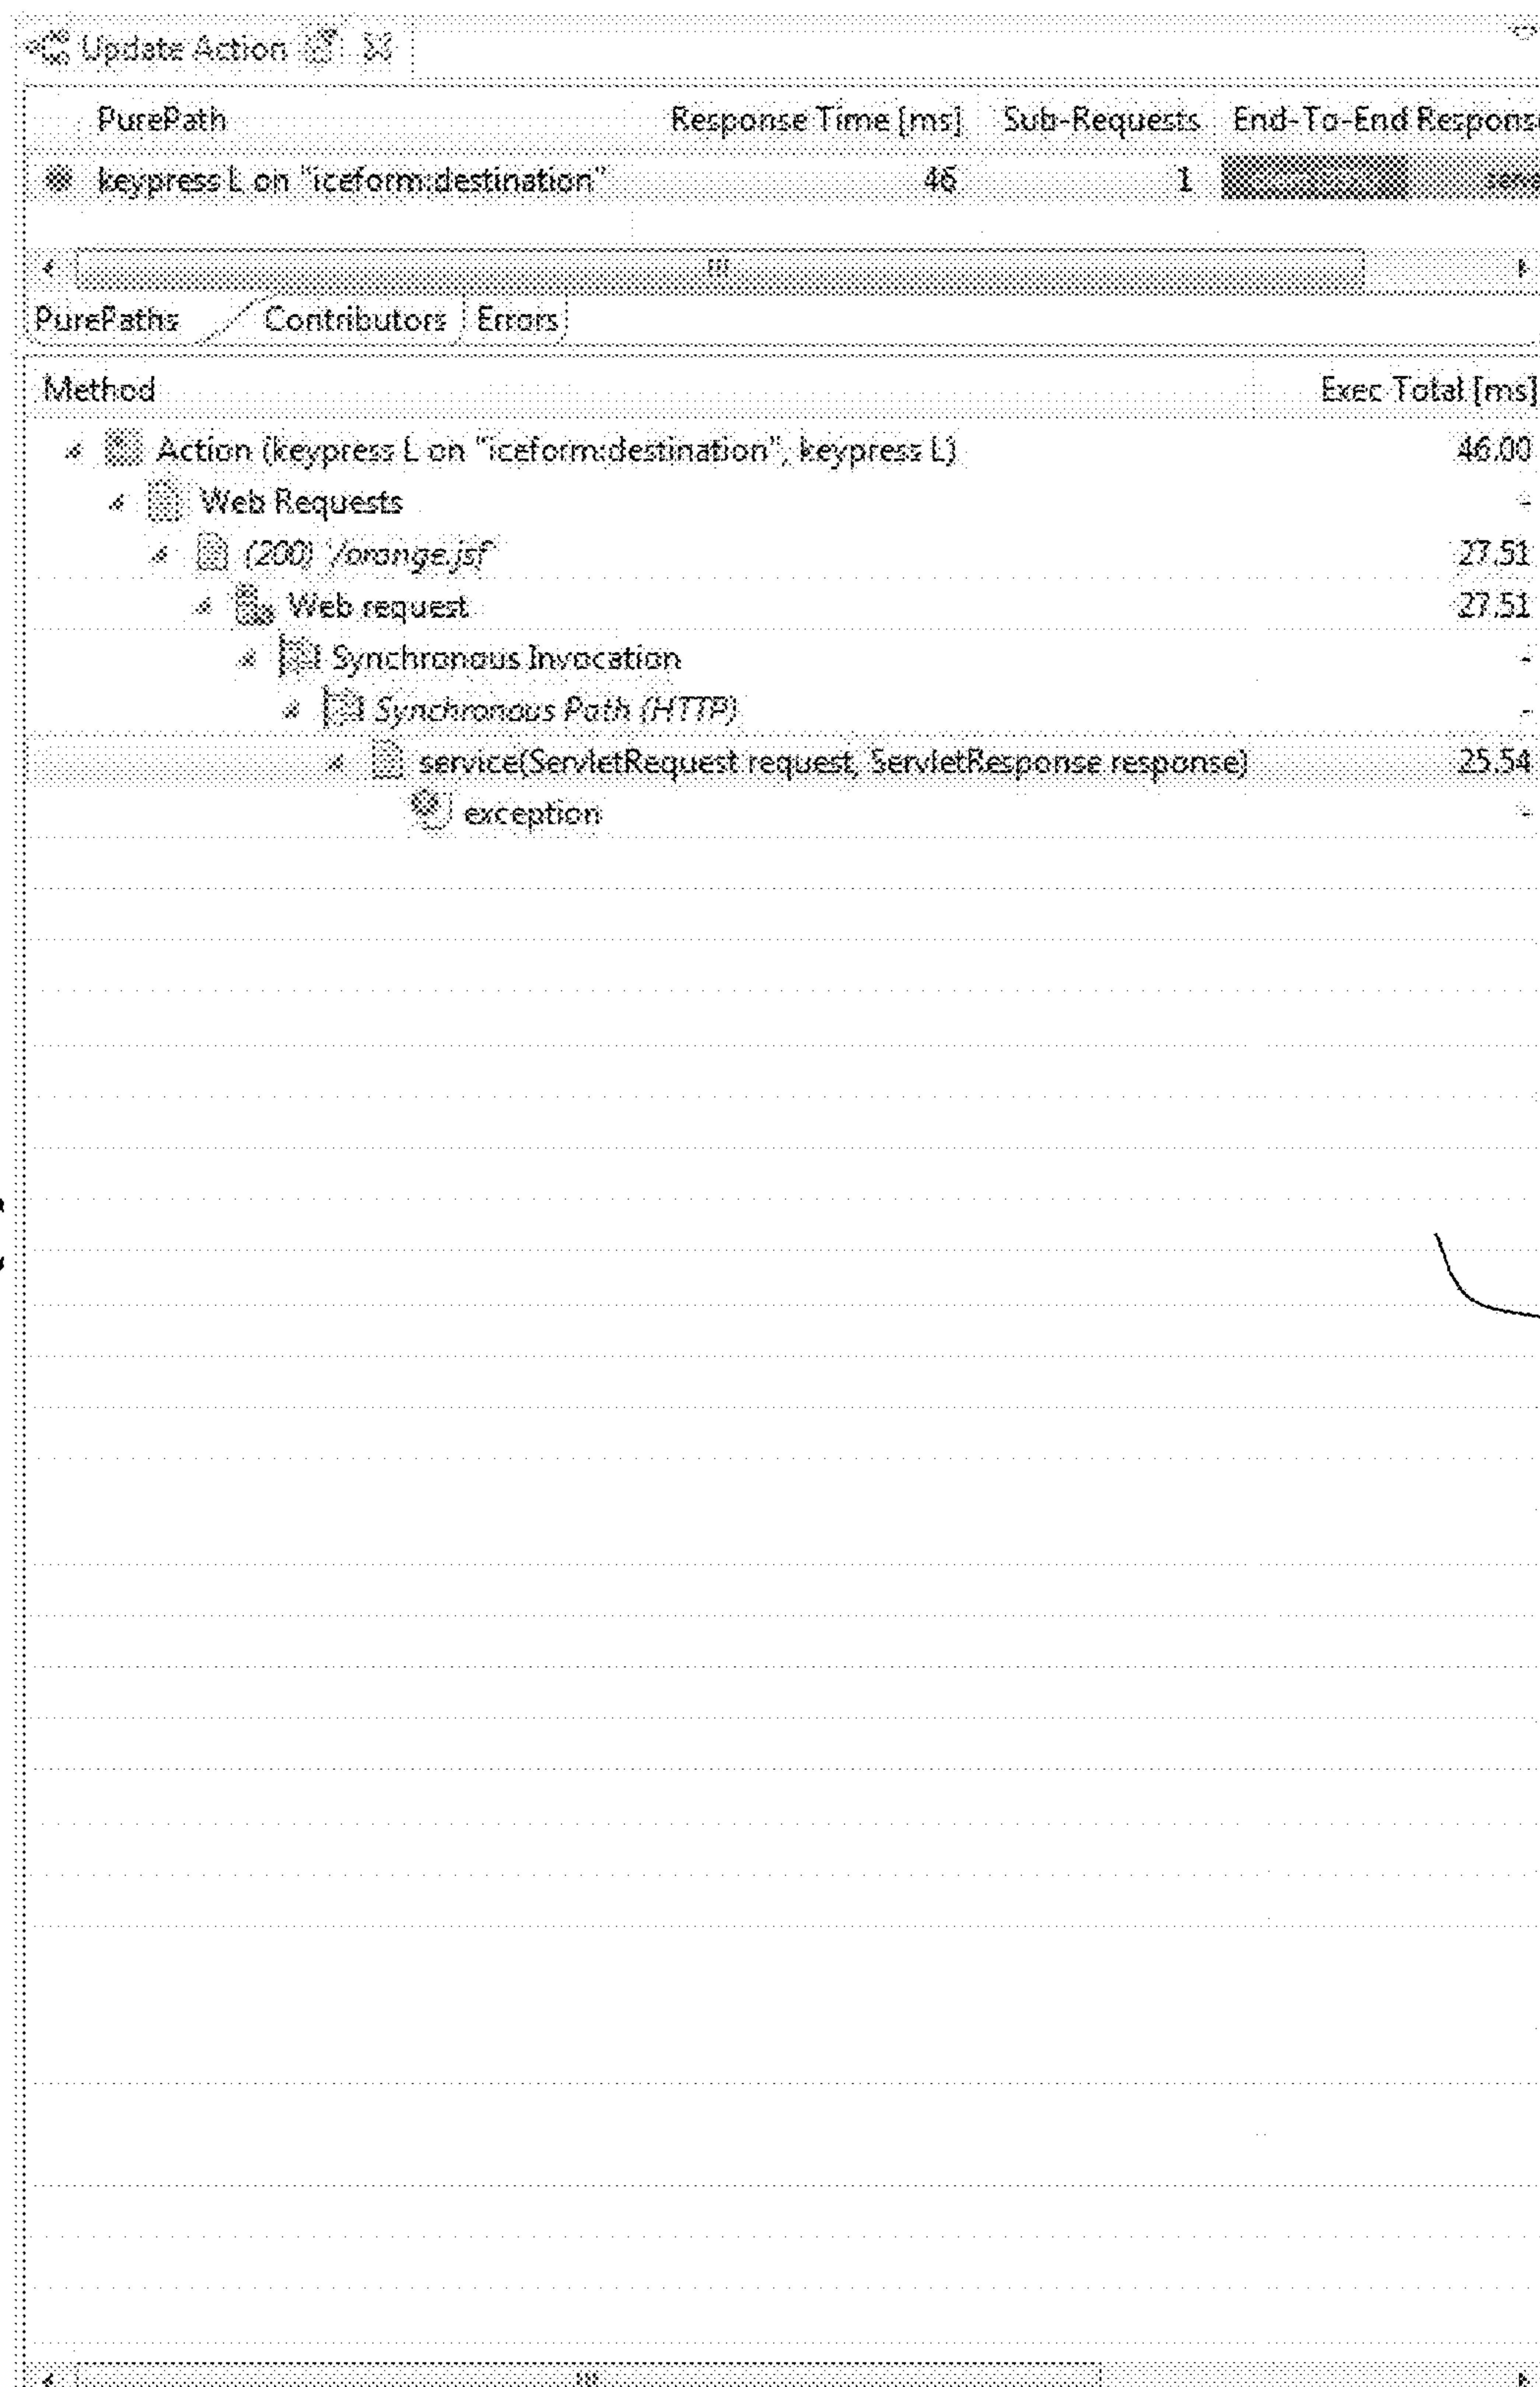 Update Action
PurePath Response Time [ms] Sub-Requests End-To-End Response
keypress L on "iceform:destination" 46 1
PurePaths Contributors Errors
Method Exec Total [ms]
Action (keypress L on "iceform:destination", keypress L) 46.00
Web Requests -
(200) '/orange.jsf' 27.51
Web request 27.51
Synchronous Invocation -
Synchronous Path (HTTP) -
service(ServletRequest request, ServletResponse response) 25.54
exception -